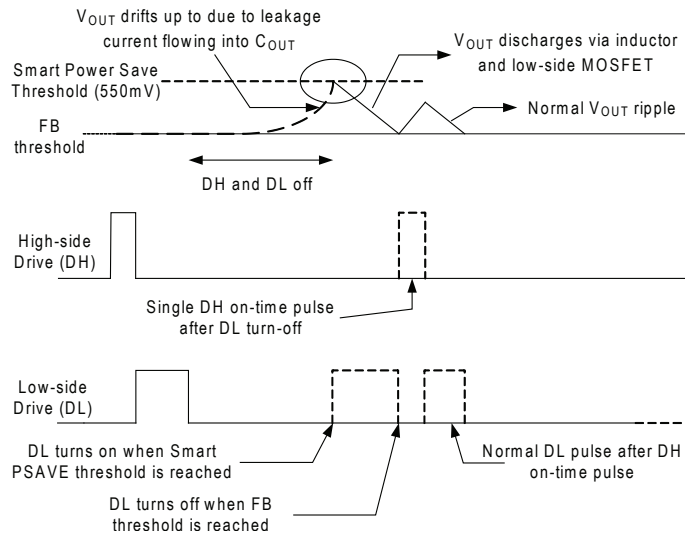 VOUT drifts up to due to leakage
current flowing into COUT
VOUT discharges via inductor
and low-side MOSFET
Smart Power Save
Threshold (550mV)
Normal VOUT ripple
FB
threshold
DH and DL off
High-side
Drive (DH)
Single DH on-time pulse
after DL turn-off
Low-side
Drive (DL)
DL turns on when Smart
PSAVE threshold is reached
Normal DL pulse after DH
on-time pulse
DL turns off when FB
threshold is reached